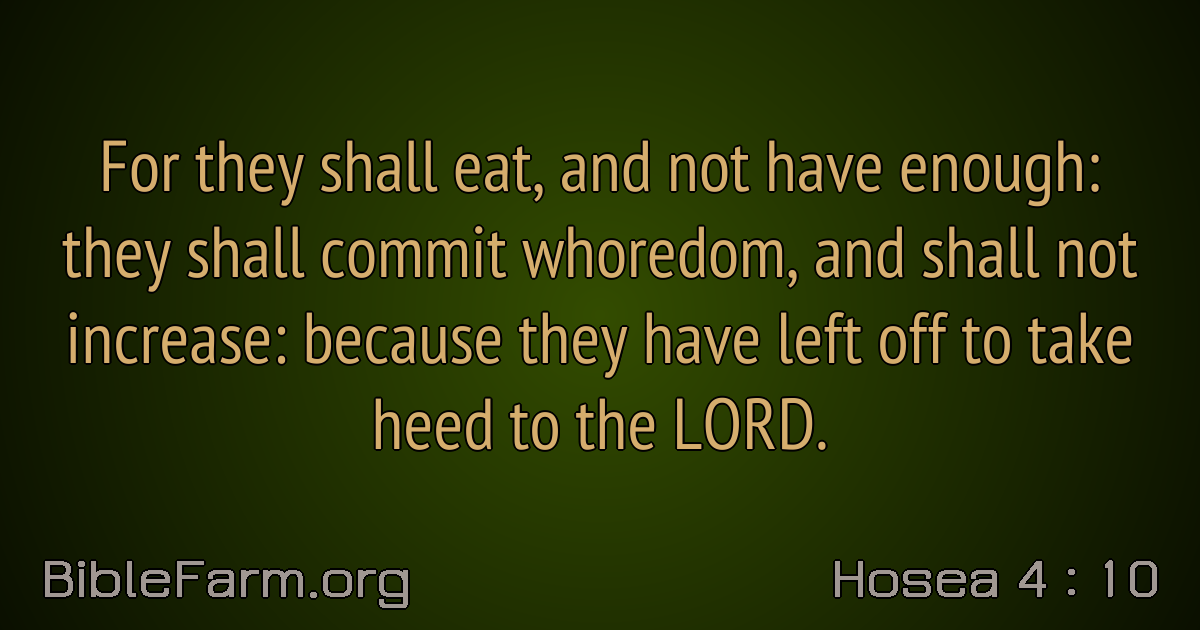 For they shall eat, and not have enough:
they shall commit whoredom, and shall not
increase: because they have left off to take
heed to the LORD.
BibleFarm.org
Hosea 4 : 10